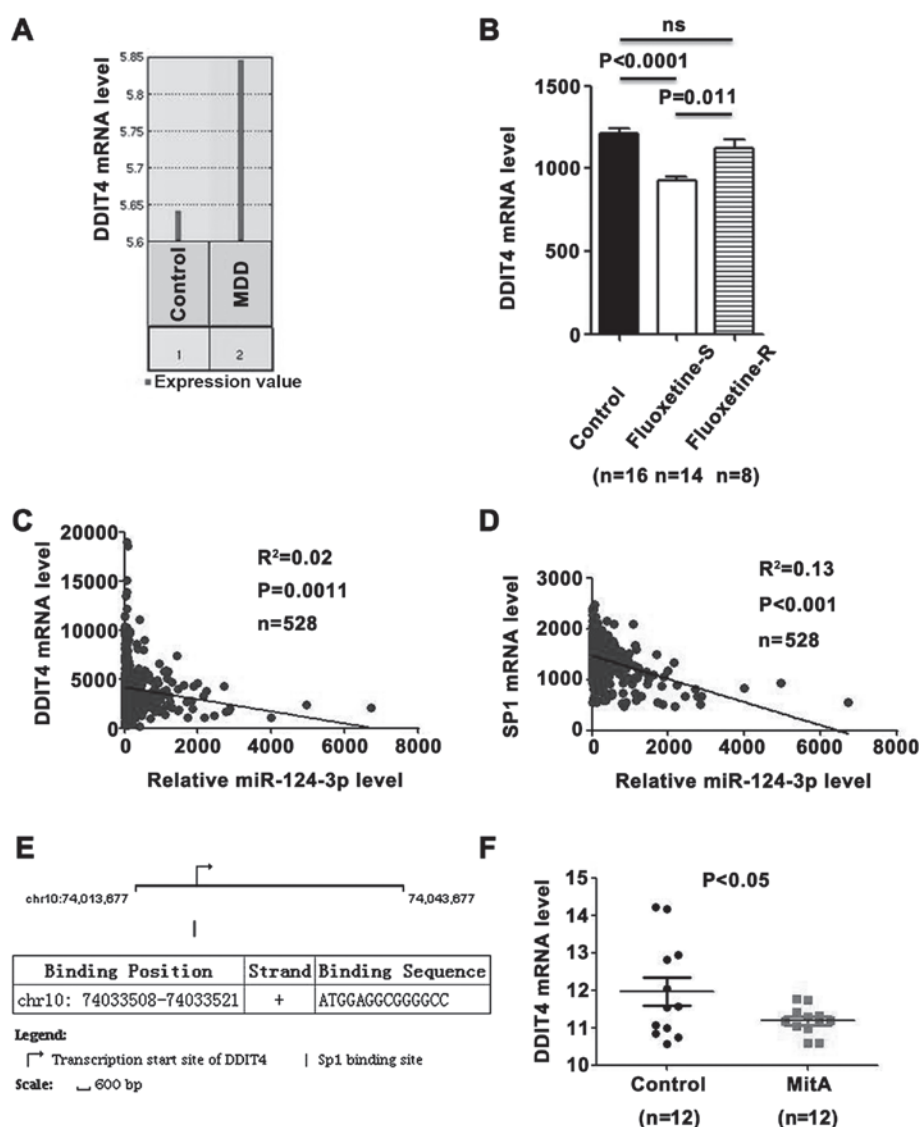 A
DDIT4 mRNA level
5.85
5.8
5.75
5.7
5.65
5.6
Control
MDD
1
2
Expression value
B
ns
P<0.0001
P=0.011
DDIT4 mRNA level
1500
1000
500
0
Control
Fluoxetine-S
Fluoxetine-R
(n=16 n=14 n=8)
C
DDIT4 mRNA level
20000
15000
10000
5000
0
R²=0.02
P=0.0011
n=528
0 2000 4000 6000 8000
Relative miR-124-3p level
D
SP1 mRNA level
3000
2000
1000
0
R²=0.13
P<0.001
n=528
0 2000 4000 6000 8000
Relative miR-124-3p level
E
chr10:74,013,677
74,043,677
Binding Position Strand Binding Sequence
chr10: 74033508-74033521 + ATGGAGGCGGGGCC
Legend:
Transcription start site of DDIT4 Sp1 binding site
Scale: 600 bp
F
DDIT4 mRNA level
15
14
13
12
11
10
P<0.05
Control
MitA
(n=12)
(n=12)